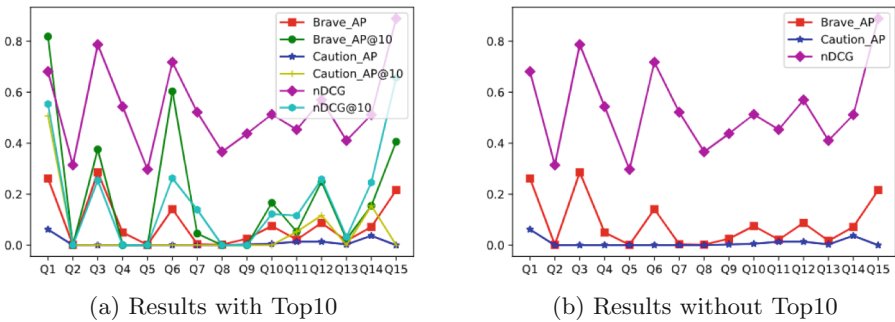 Brave_AP
Brave_AP@10
Caution_AP
Caution_AP@10
nDCG
nDCG@10
0.8
0.6
0.4
0.2
0.0
Q1 Q2 Q3 Q4 Q5 Q6 Q7 Q8 Q9 Q10 Q11 Q12 Q13 Q14 Q15
(a) Results with Top10
Brave_AP
Caution_AP
nDCG
0.8
0.6
0.4
0.2
0.0
Q1 Q2 Q3 Q4 Q5 Q6 Q7 Q8 Q9 Q10 Q11 Q12 Q13 Q14 Q15
(b) Results without Top10